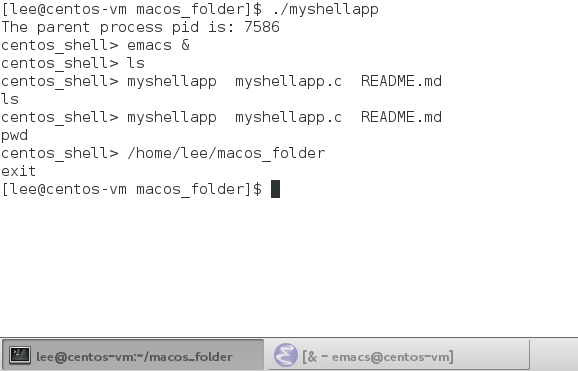 [lee@centos-vm macos_folder]$ ./myshellapp
The parent process pid is: 7586
centos_shell> emacs &
centos_shell> ls
centos_shell> myshellapp  myshellapp.c  README.md
ls
centos_shell> myshellapp  myshellapp.c  README.md
pwd
centos_shell> /home/lee/macos_folder
exit
[lee@centos-vm macos_folder]$
lee@centos-vm:~/macos_folder
[& - emacs@centos-vm]